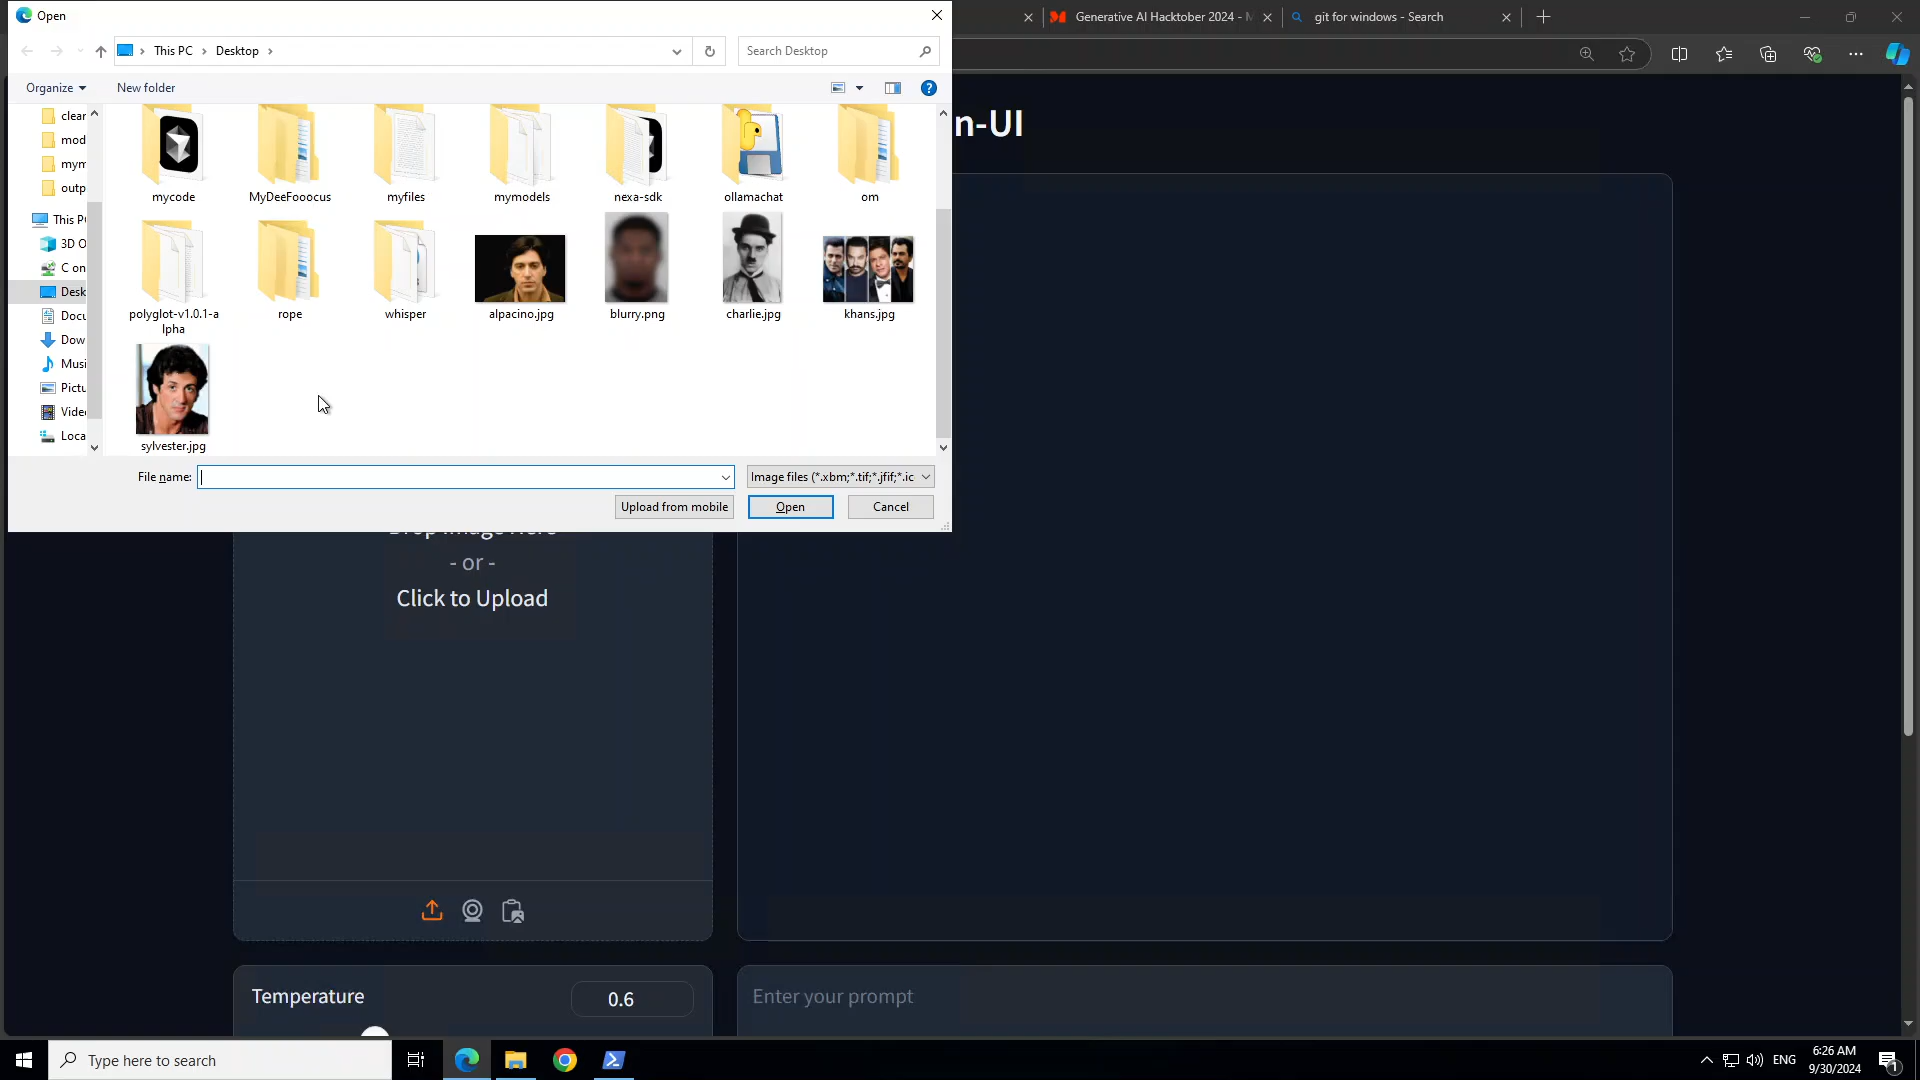 Open
Generative AI Hacktober 2024 -
git for windows - Search
This PC
Desktop
Search Desktop
Organize
New folder
n-UI
clear
mod
mym
outp
This P
3D O
C on
Desk
Docu
Dow
Musi
Pictu
Vide
Loca
mycode
MyDeeFooocus
myfiles
mymodels
nexa-sdk
ollamachat
om
polyglot-v1.0.1-a
lpha
rope
whisper
alpacino.jpg
blurry.png
charlie.jpg
khans.jpg
sylvester.jpg
File name:
Image files (*.xbm;*.tif;*.jfif;*.ic
Upload from mobile
Open
Cancel
- or -
Click to Upload
Temperature
0.6
Enter your prompt
Type here to search
ENG
6:26 AM
9/30/2024
1